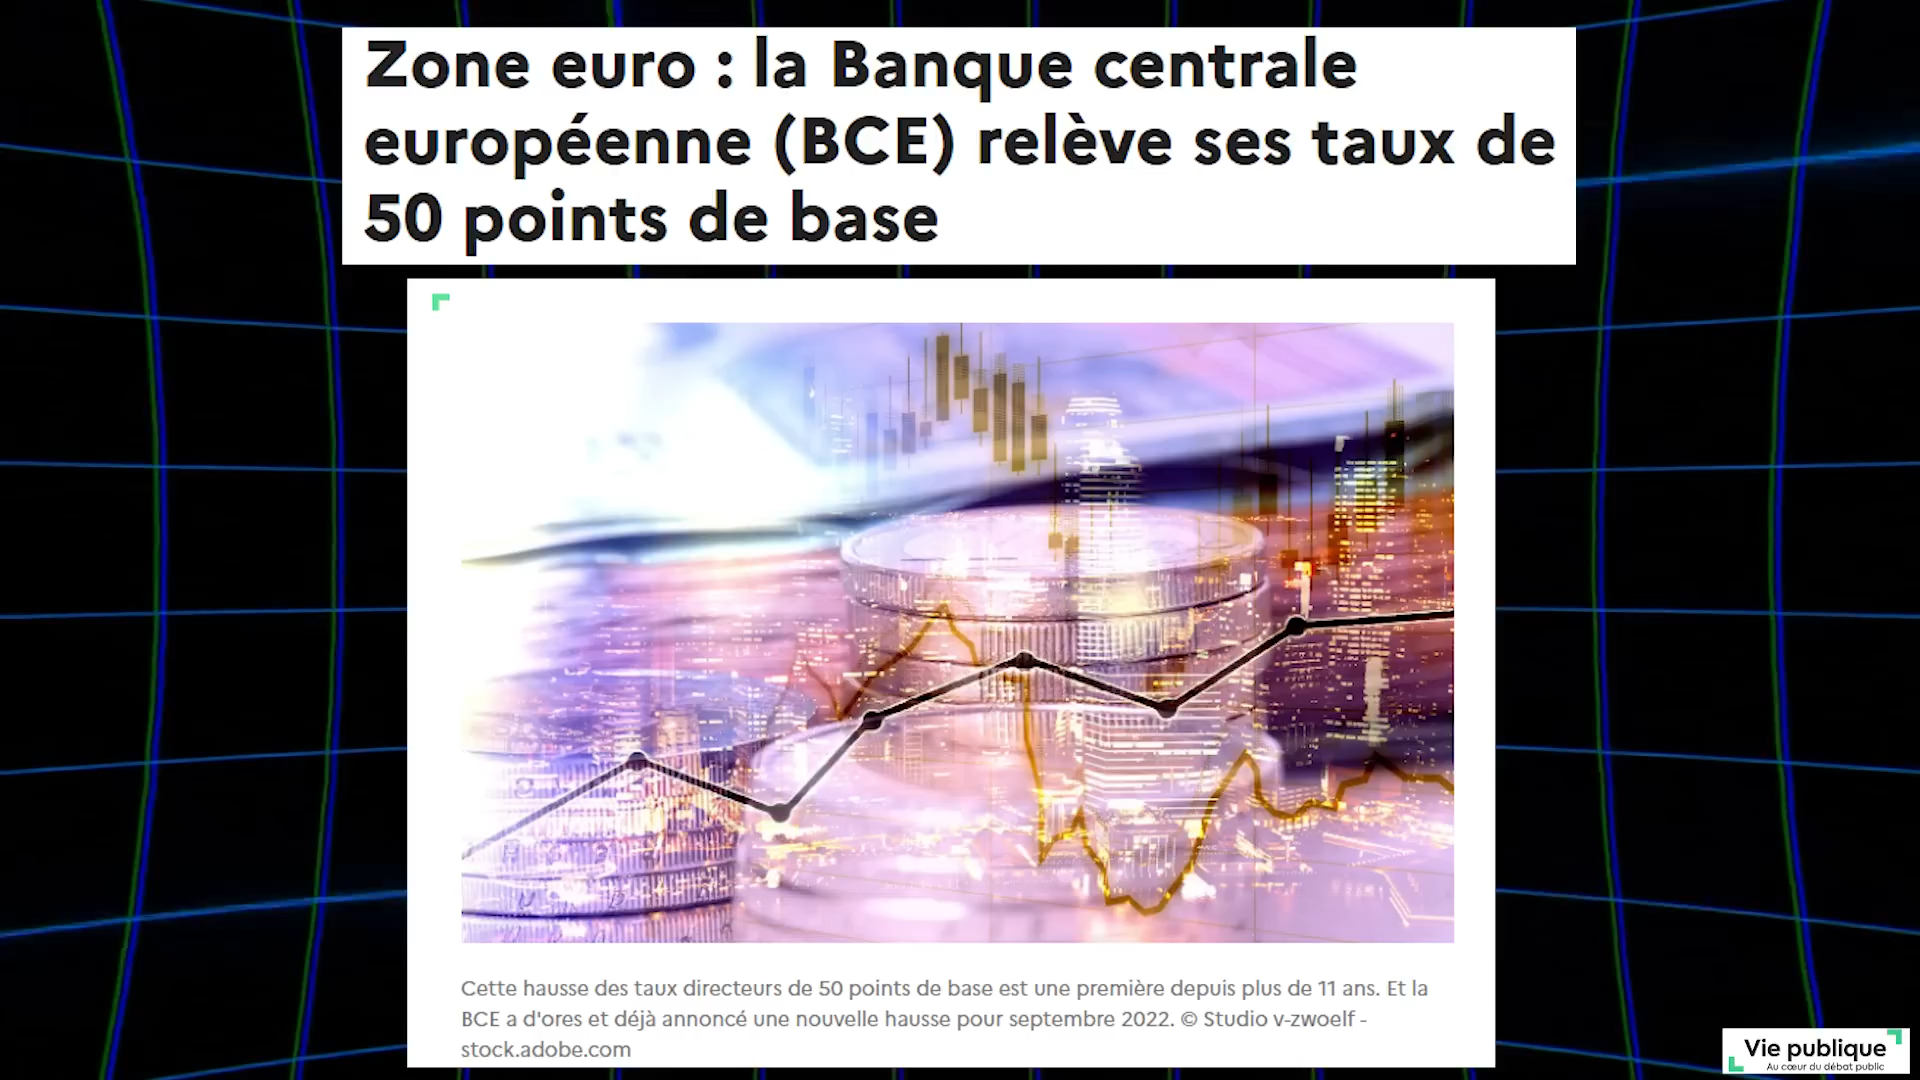 Zone euro : la Banque centrale
européenne (BCE) relève ses taux de
50 points de base
Cette hausse des taux directeurs de 50 points de base est une première depuis plus de 11 ans. Et la
BCE a d'ores et déjà annoncé une nouvelle hausse pour septembre 2022. © Studio v-zwoelf -
stock.adobe.com
Vie publique
Au cœur du débat public